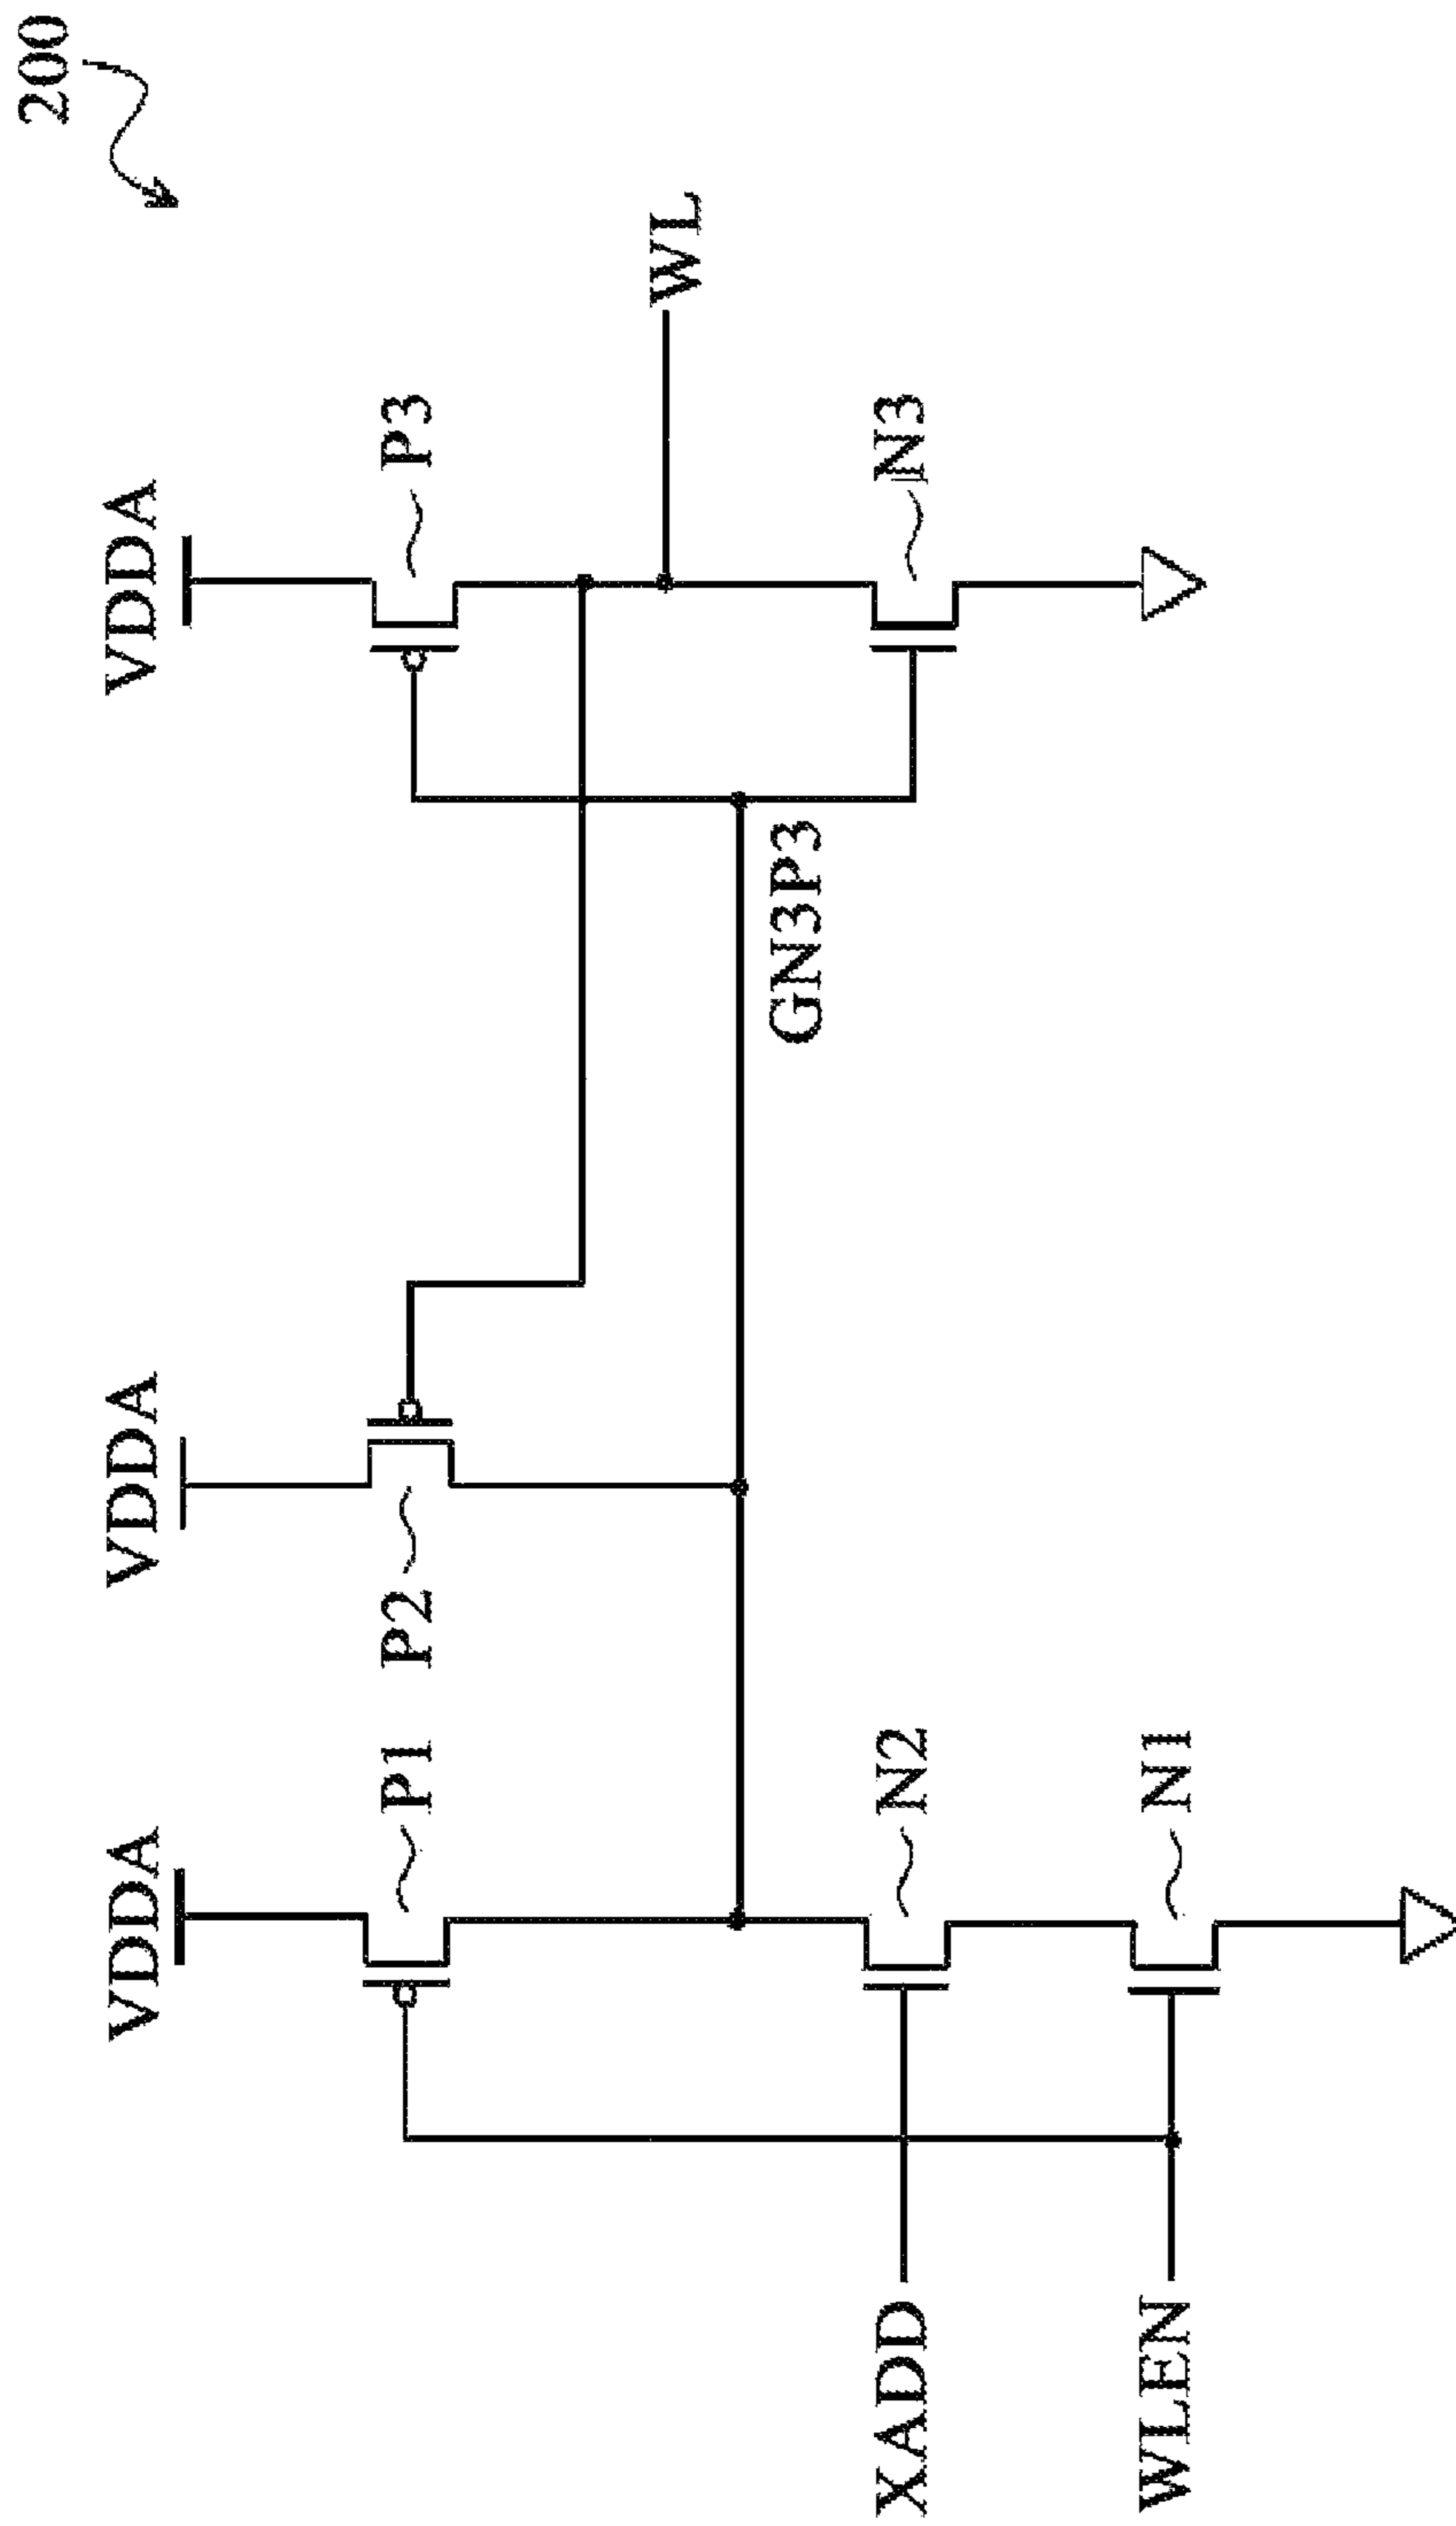 200
VDDA
VDDA
VDDA
P1
P2
P3
WL
GN3P3
XADD
N2
N3
WLEN
N1